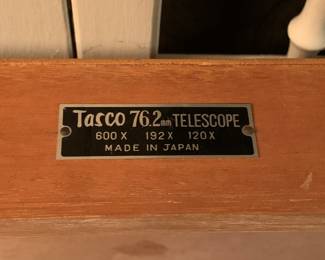 Tasco 76.2mm TELESCOPE
600X 192X 120X
MADE IN JAPAN